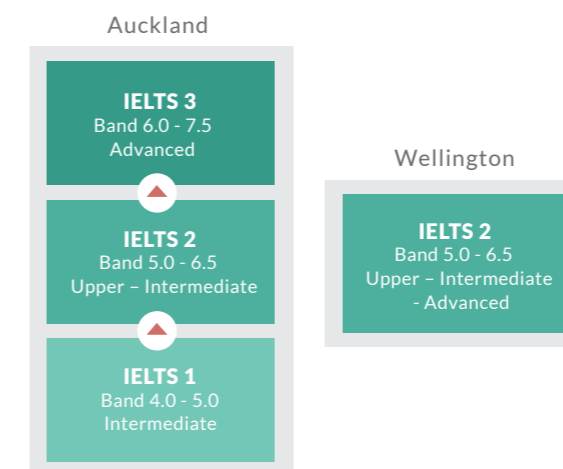 Auckland
IELTS 3
Band 6.0 - 7.5
Advanced
IELTS 2
Band 5.0 - 6.5
Upper – Intermediate
IELTS 1
Band 4.0 - 5.0
Intermediate
Wellington
IELTS 2
Band 5.0 - 6.5
Upper – Intermediate
- Advanced